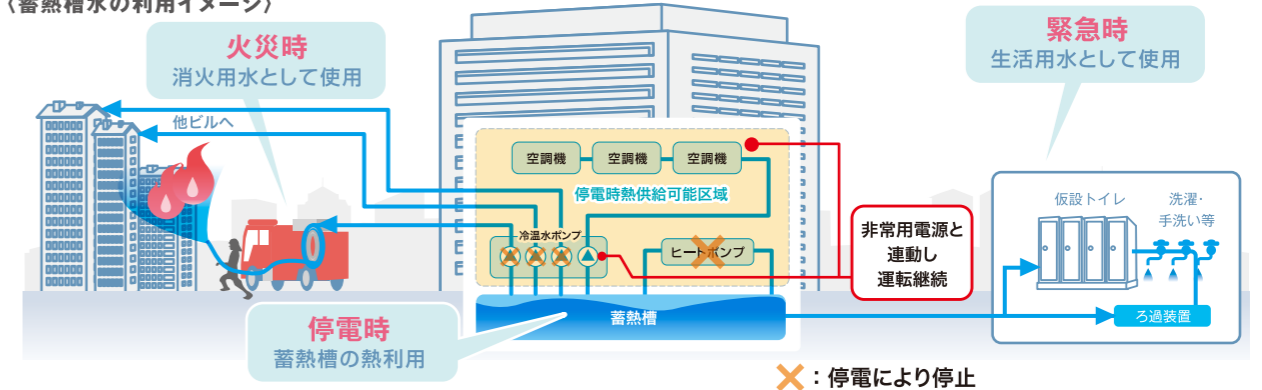 〈蓄熱槽水の利用イメージ〉
火災時
消火用水として使用
緊急時
生活用水として使用
他ビルへ
空調機
空調機
空調機
停電時熱供給可能区域
冷温水ポンプ
ヒートポンプ
非常用電源と
連動し
運転継続
仮設トイレ
洗濯・
手洗い等
蓄熱槽
ろ過装置
停電時
蓄熱槽の熱利用
：停電により停止